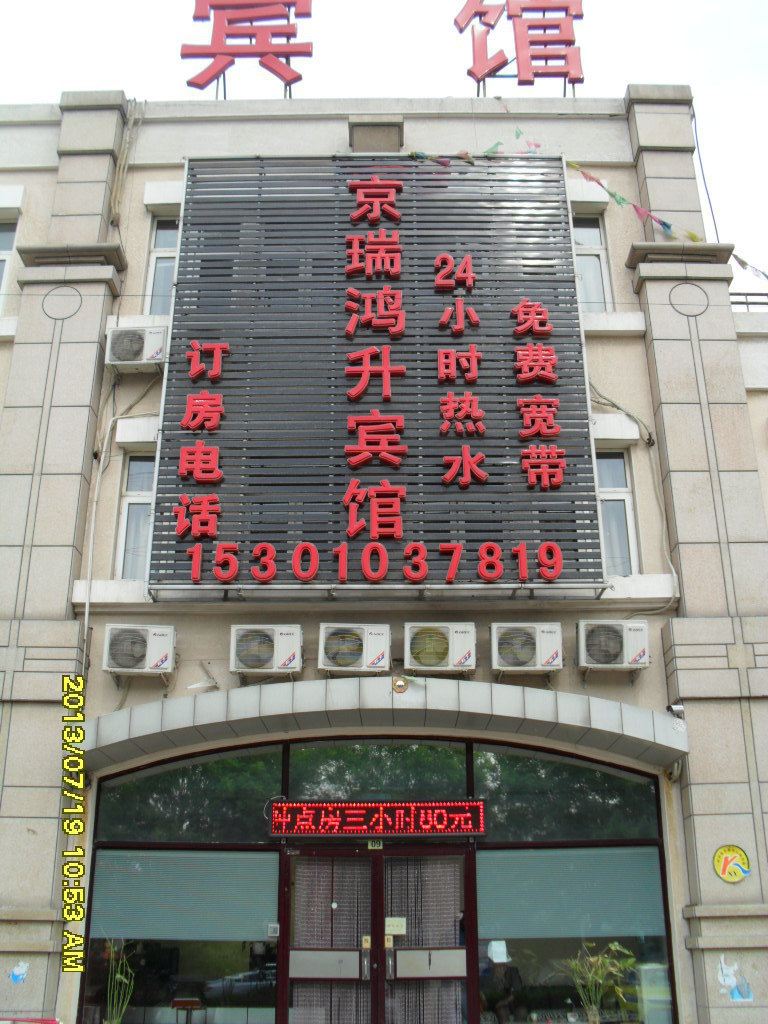 宾馆
京瑞鸿升宾馆
24小时热水
免费宽带
订房电话
15301037819
钟点房三小时80元
09
2013/07/19 10:53 AM